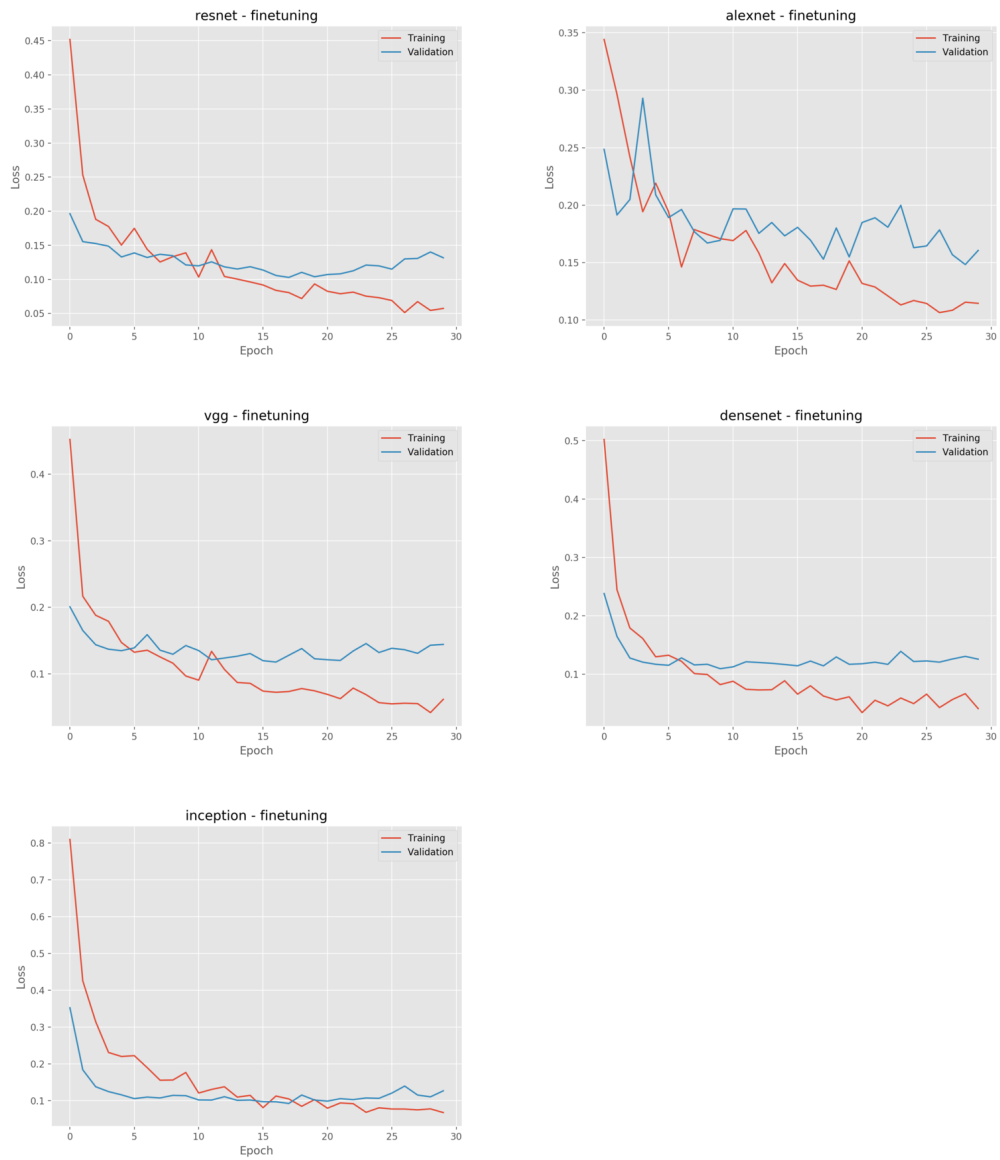 resnet - finetuning
Training
Validation
Loss
0.45
0.40
0.35
0.30
0.25
0.20
0.15
0.10
0.05
0 5 10 15 20 25 30
Epoch
alexnet - finetuning
Training
Validation
Loss
0.35
0.30
0.25
0.20
0.15
0.10
0 5 10 15 20 25 30
Epoch
vgg - finetuning
Training
Validation
Loss
0.4
0.3
0.2
0.1
0 5 10 15 20 25 30
Epoch
densenet - finetuning
Training
Validation
Loss
0.5
0.4
0.3
0.2
0.1
0 5 10 15 20 25 30
Epoch
inception - finetuning
Training
Validation
Loss
0.8
0.7
0.6
0.5
0.4
0.3
0.2
0.1
0 5 10 15 20 25 30
Epoch